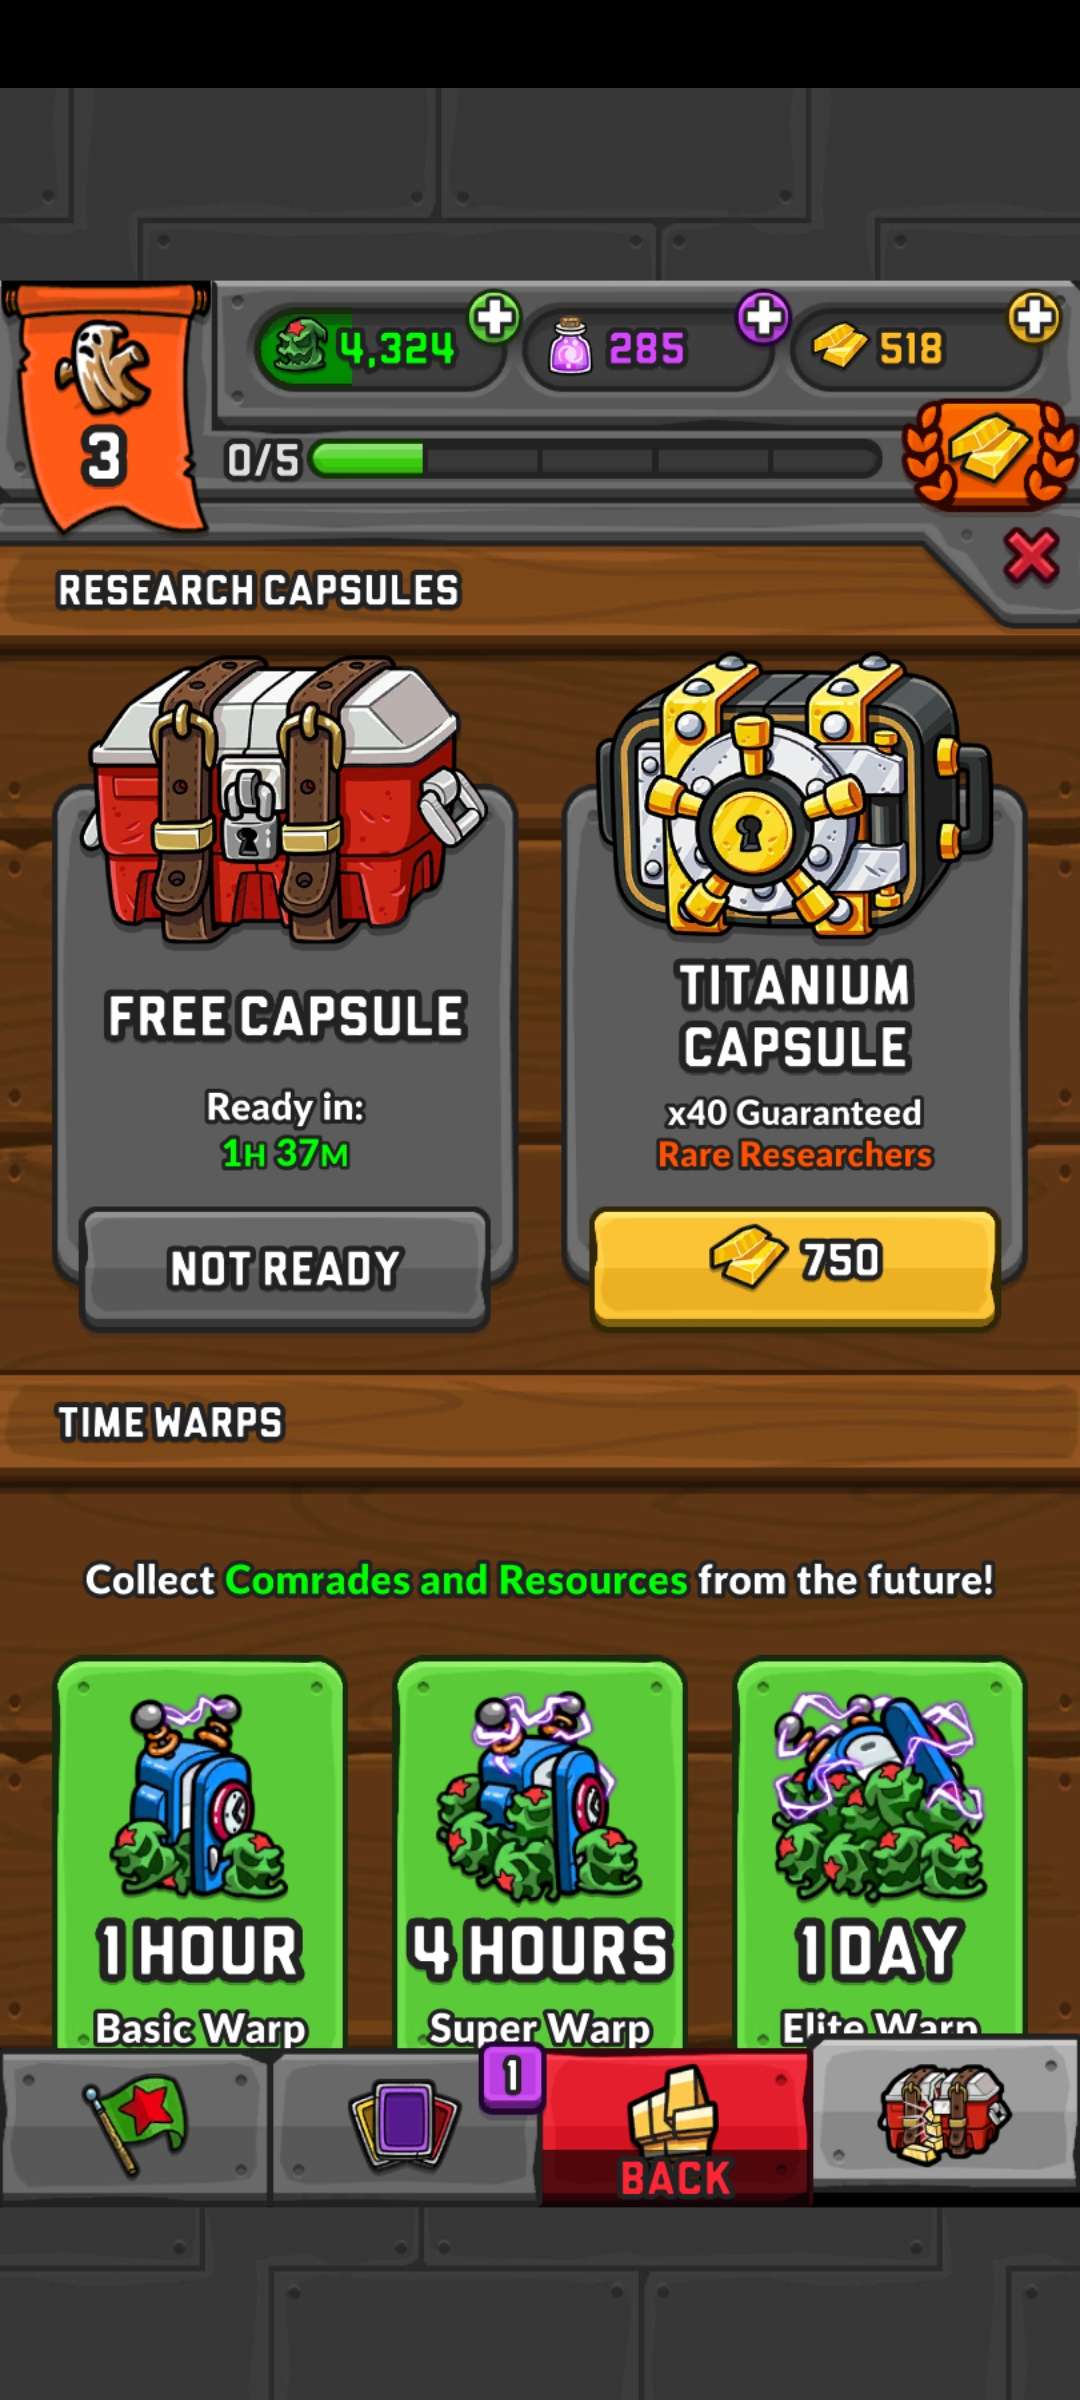 4,324
285
518
3
0/5
RESEARCH CAPSULES
FREE CAPSULE
Ready in:
1H 37M
NOT READY
TITANIUM
CAPSULE
x40 Guaranteed
Rare Researchers
750
TIME WARPS
Collect Comrades and Resources from the future!
1 HOUR
Basic Warp
4 HOURS
Super Warp
1 DAY
Elite Warp
1
BACK